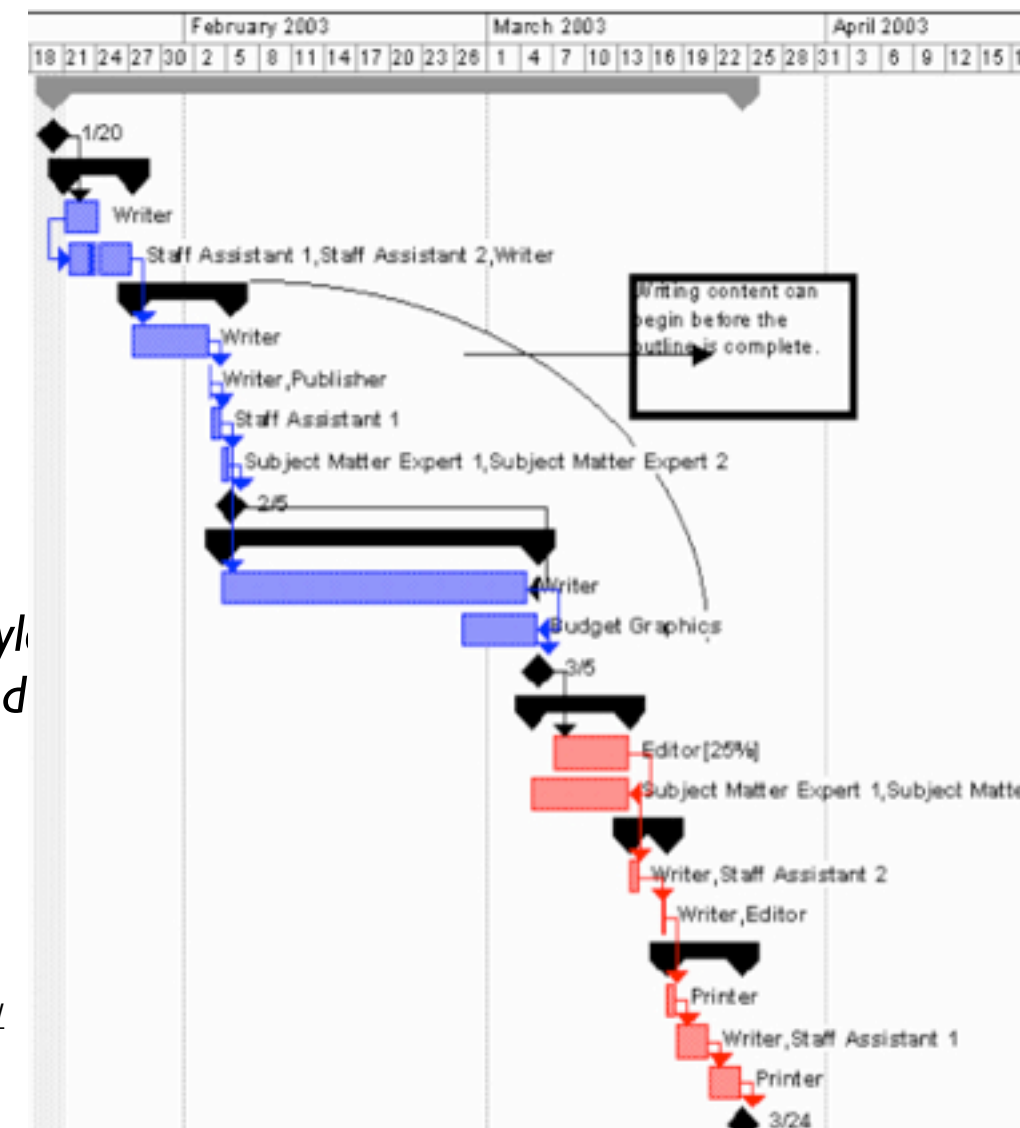 February 2003 March 2003 April 2003
18 21 24 27 30 2 5 8 11 14 17 20 23 26 1 4 7 10 13 16 19 22 25 28 31 3 6 9 12 15 1
1/20
Writer
Staff Assistant 1,Staff Assistant 2,Writer
Writing content can
begin before the
outline is complete.
Writer
Writer,Publisher
Staff Assistant 1
Subject Matter Expert 1,Subject Matter Expert 2
2/5
Writer
Budget Graphics
3/5
d
Editor[25%]
Subject Matter Expert 1,Subject Matte
Writer,Staff Assistant 2
Writer,Editor
Printer
Writer,Staff Assistant 1
Printer
3/24